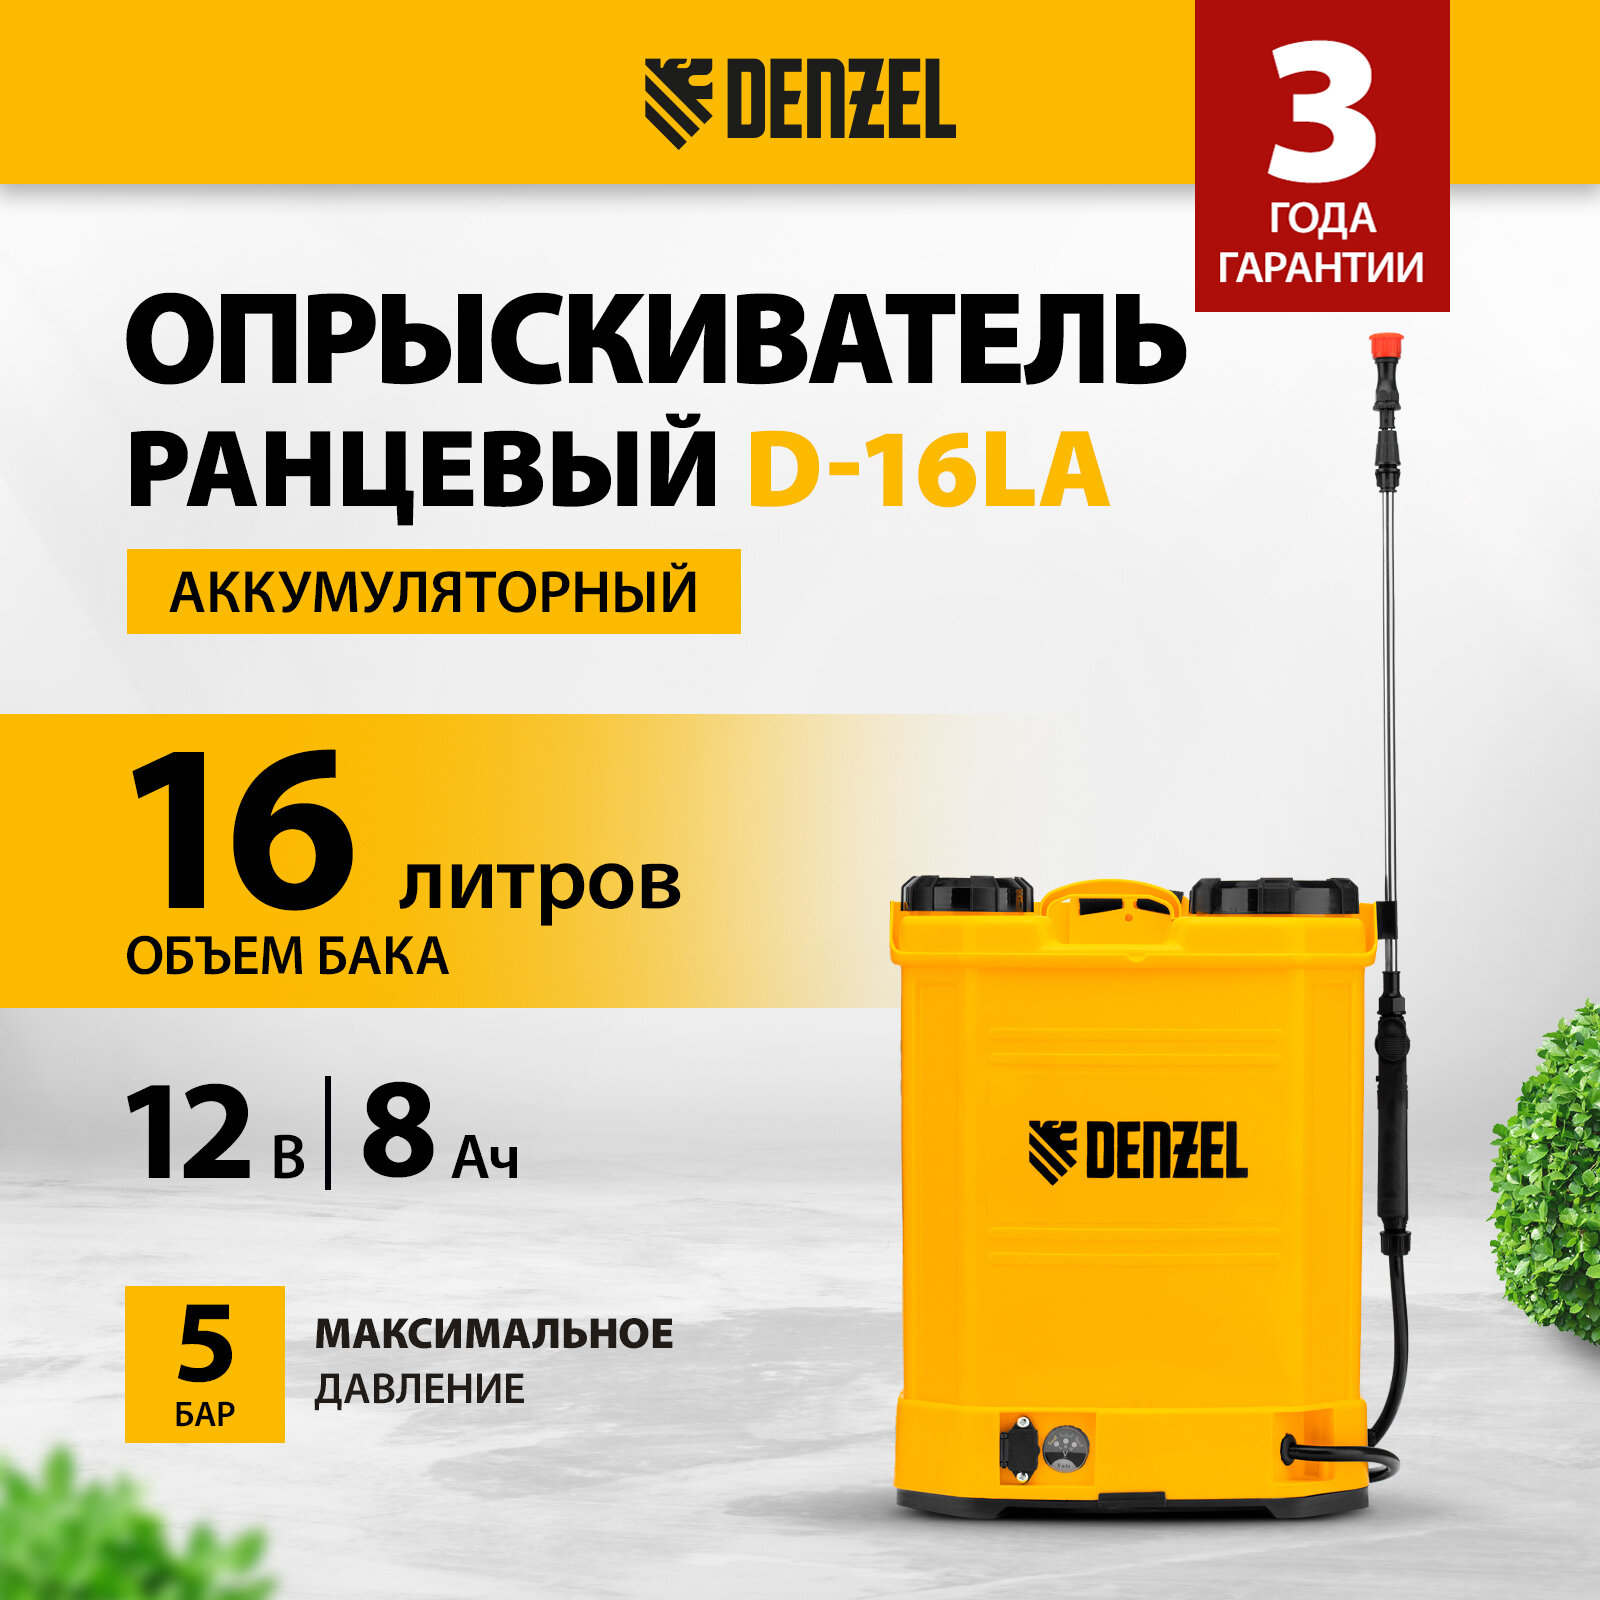 DENZEL
3
ГОДА
ГАРАНТИИ
ОПРЫСКИВАТЕЛЬ
РАНЦЕВЫЙ D-16LA
АККУМУЛЯТОРНЫЙ
16 литров
ОБЪЕМ БАКА
12 В | 8 Ач
5
БАР
МАКСИМАЛЬНОЕ
ДАВЛЕНИЕ
DENZEL
Volt